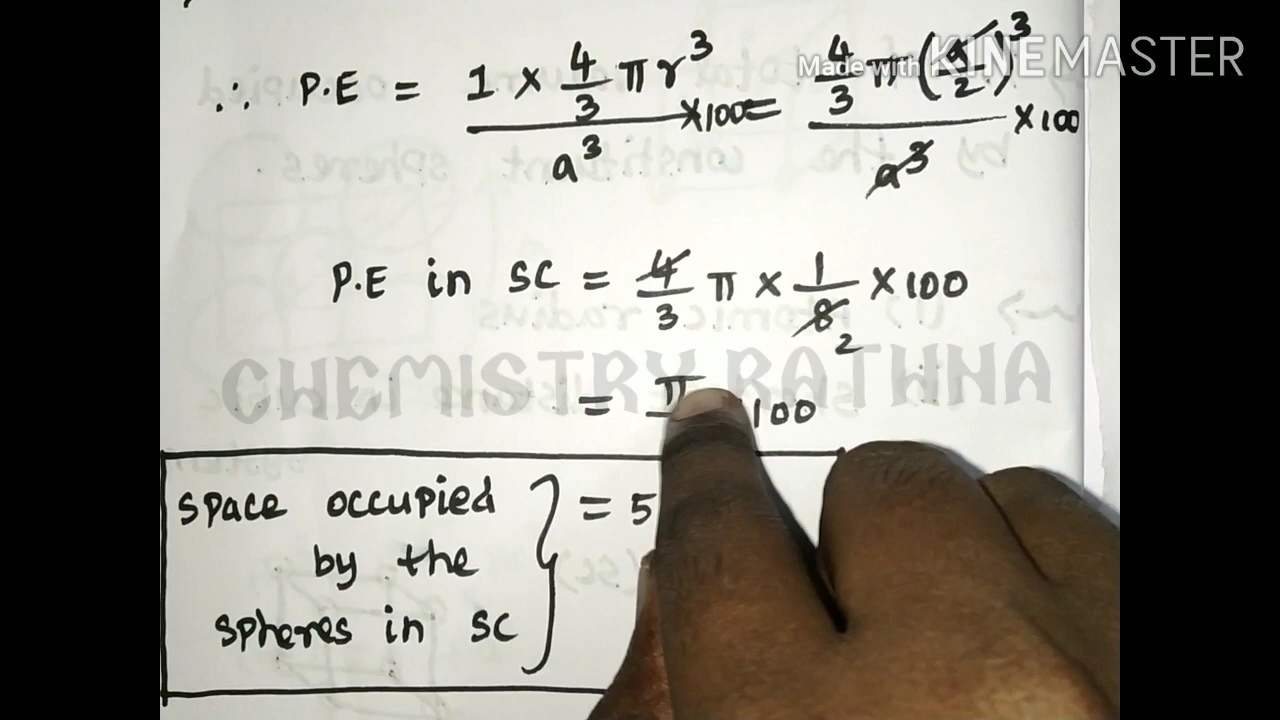 Made with KINEMASTER
∴ P.E = 1 × 4/3 π r³ / a³ ×100 = 4/3 π (a/2)³ / a³ × 100
P.E in SC = 4/3 π × 1/8 × 100
2
CHEMISTRY RATHNA
= π 100
space occupied
by the
spheres in SC } = 5